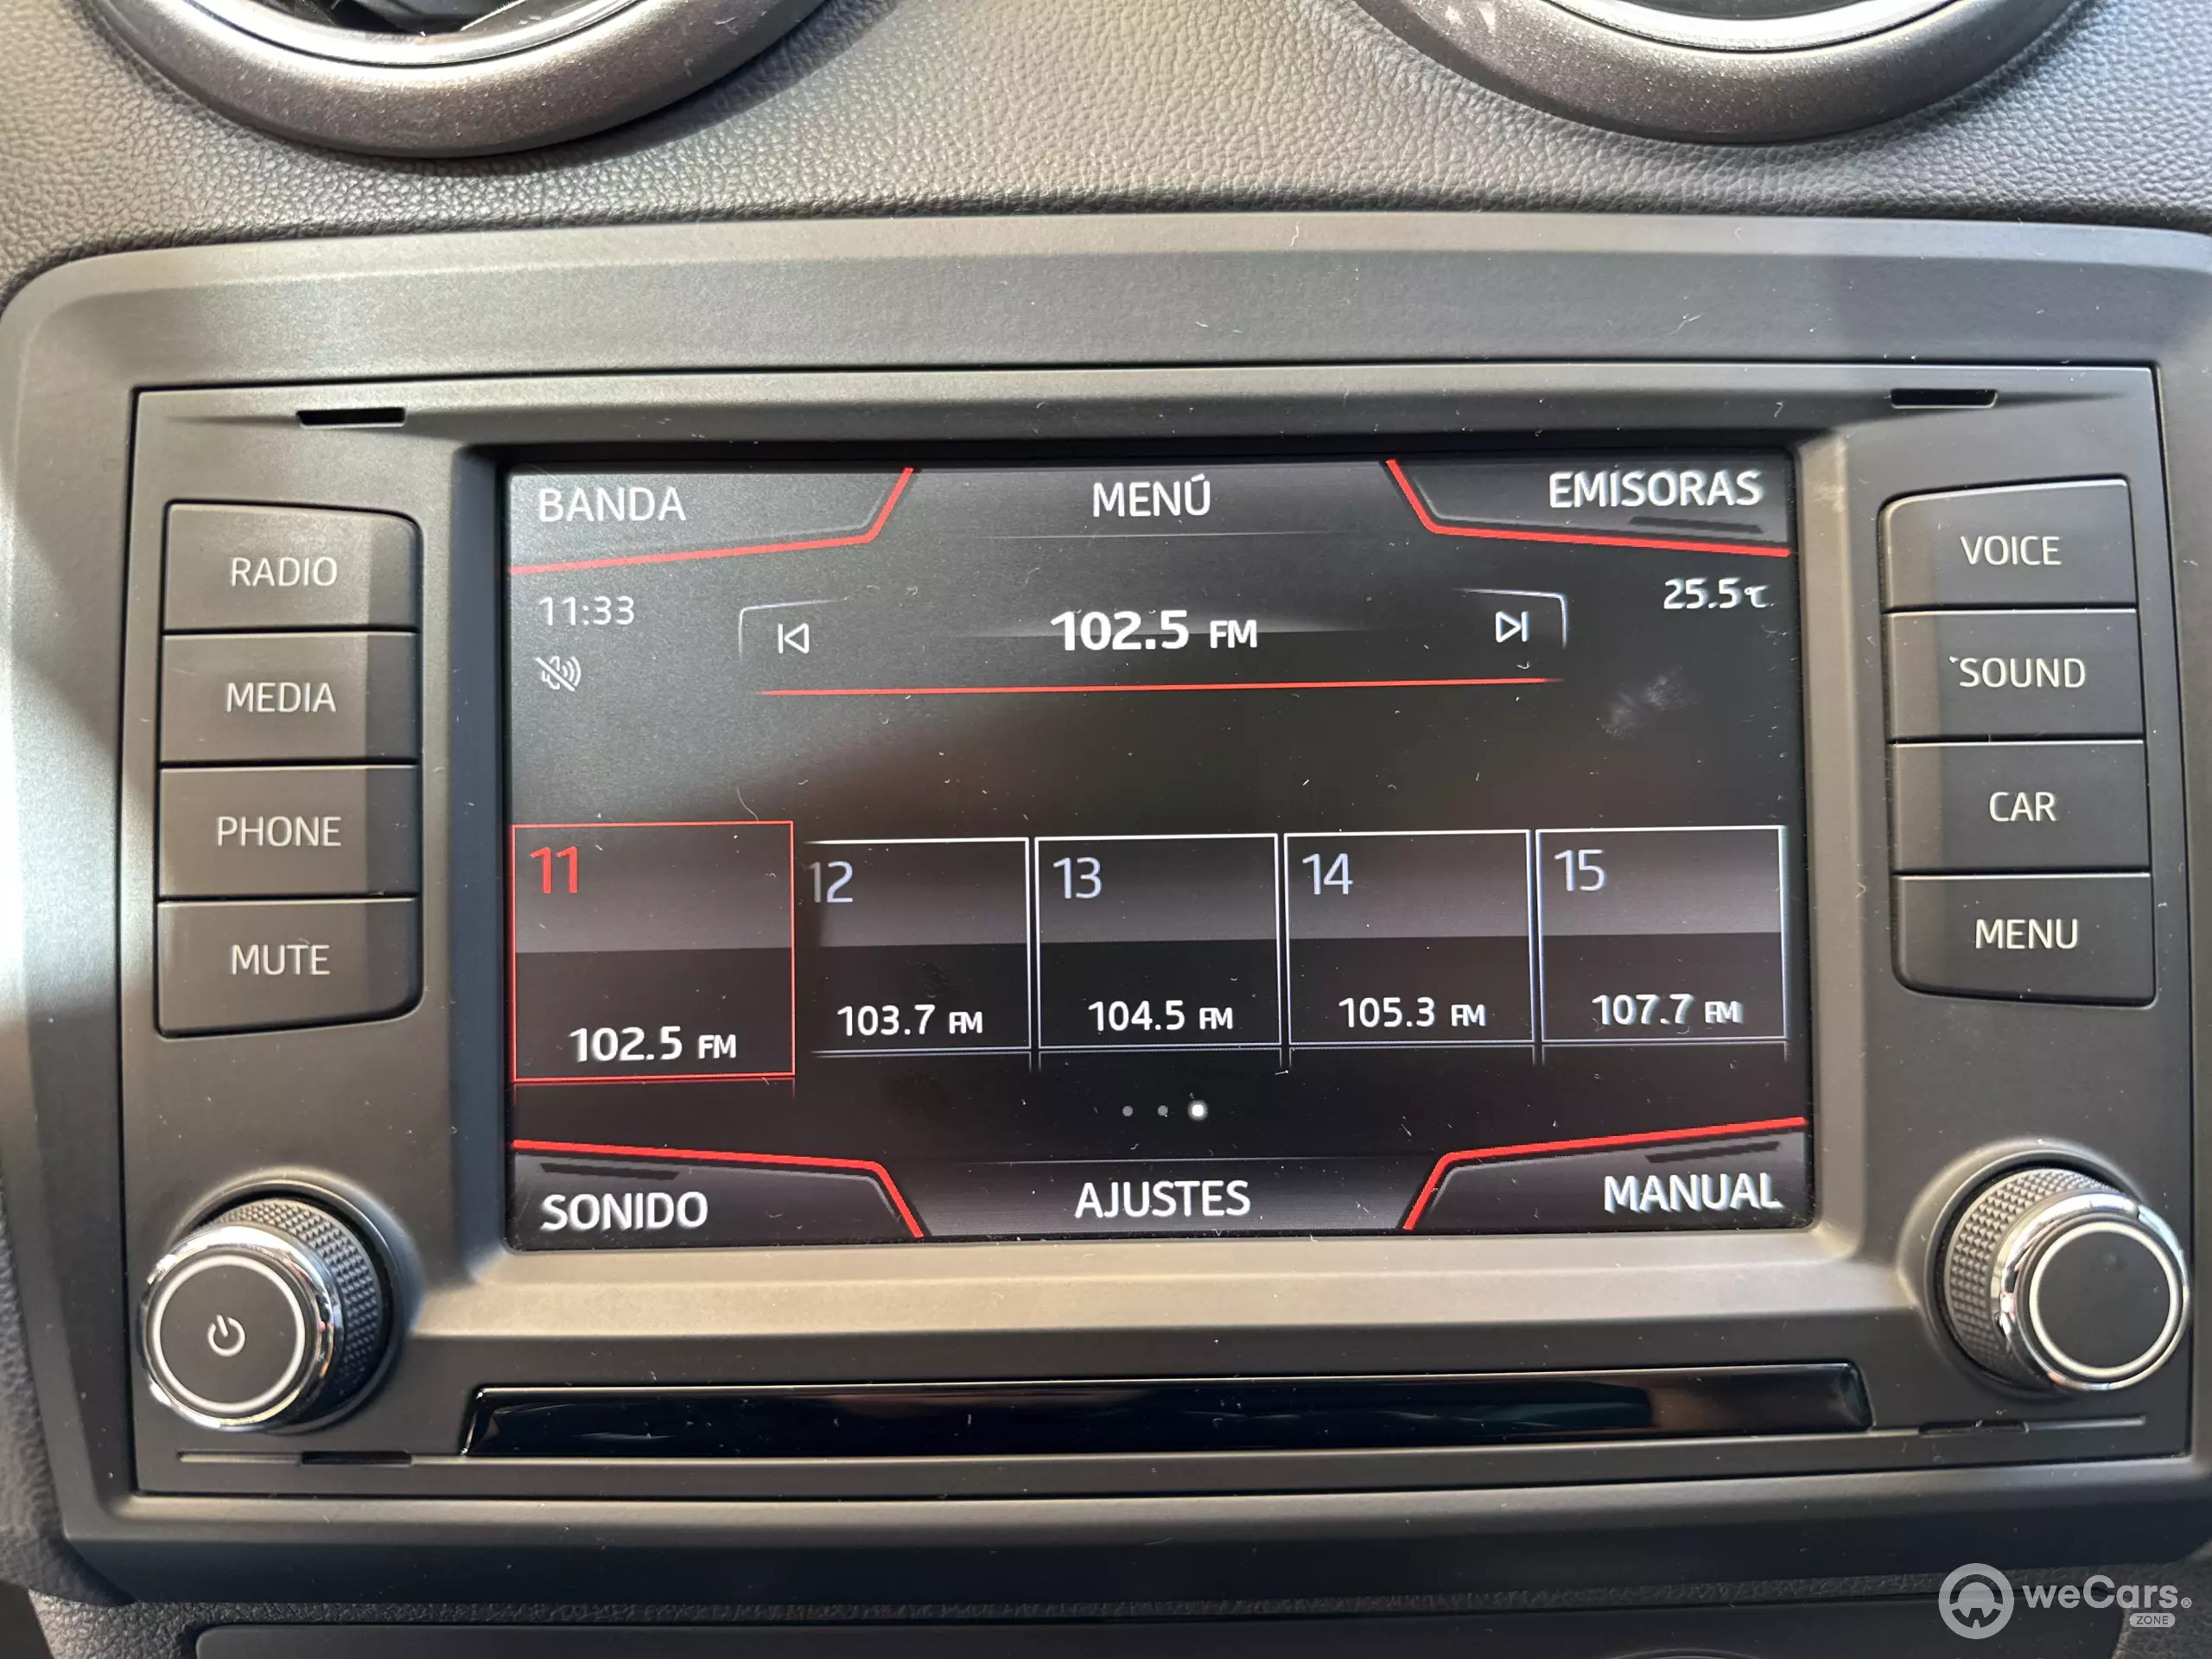 BANDA MENÚ EMISORAS
RADIO
MEDIA
PHONE
MUTE
11:33
102.5 FM
25.5℃
11 12 13 14 15
102.5 FM 103.7 FM 104.5 FM 105.3 FM 107.7 FM
SONIDO AJUSTES MANUAL
VOICE
SOUND
CAR
MENU
weCars®
ZONE